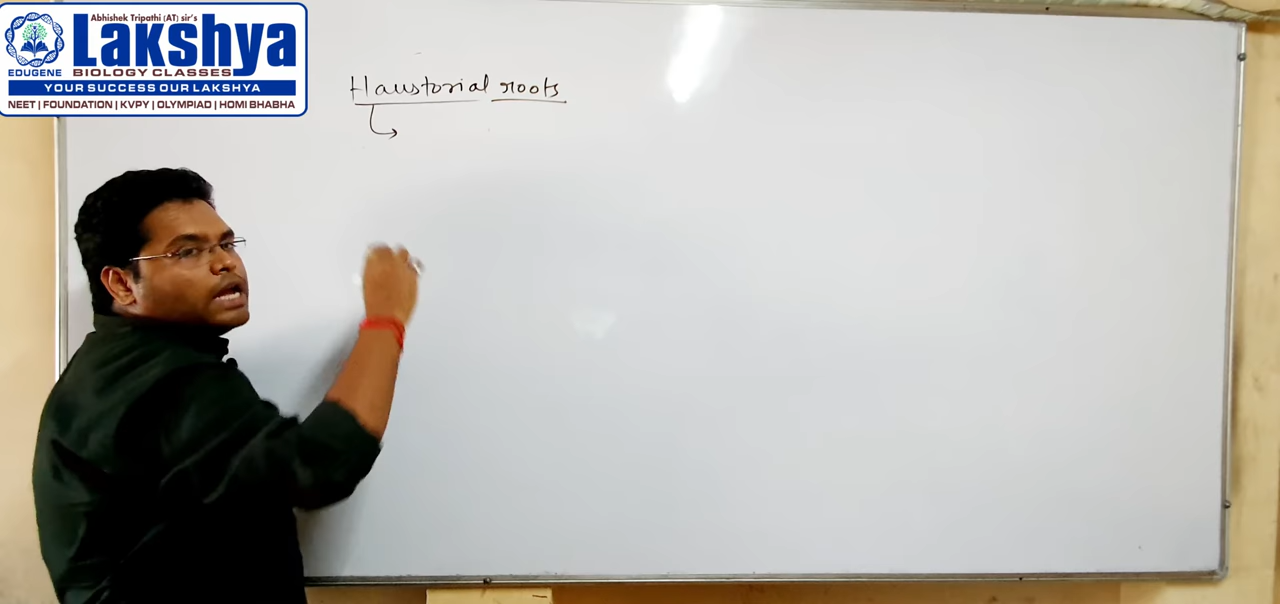 Abhishek Tripathi (AT) sir's
Lakshya
EDUGENE
BIOLOGY CLASSES
YOUR SUCCESS OUR LAKSHYA
NEET | FOUNDATION | KVPY | OLYMPIAD | HOMI BHABHA
Haustorial roots